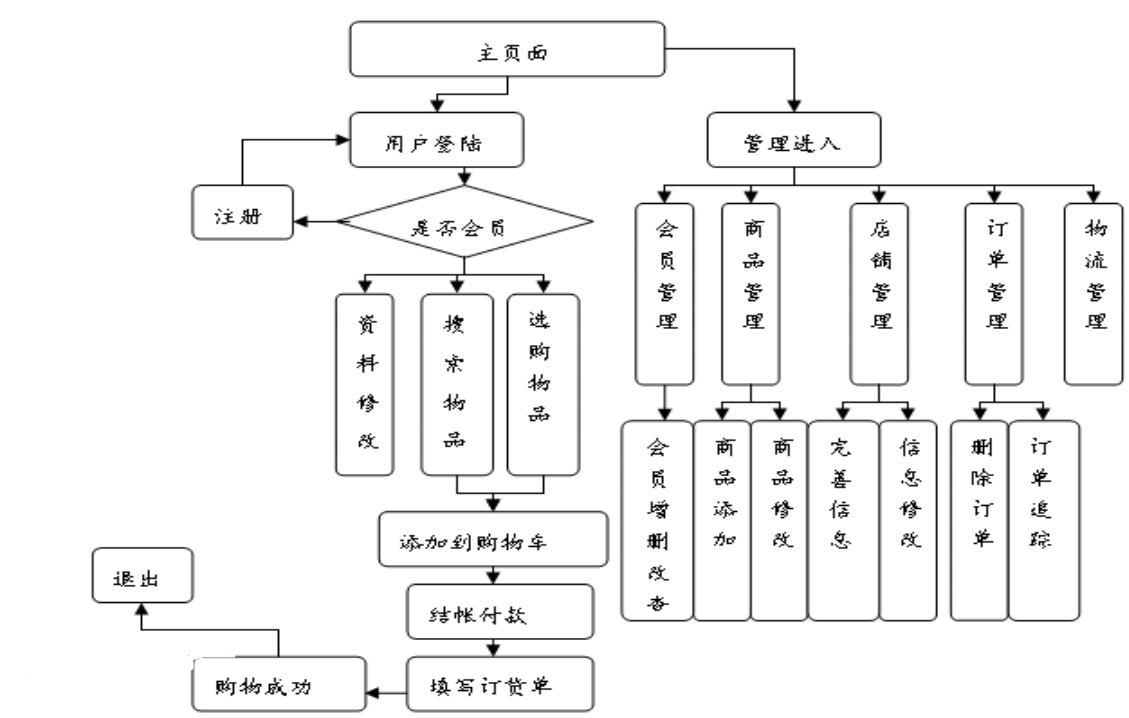 主页面
用户登陆
管理进入
注册
是否会员
会员管理
商品管理
店铺管理
订单管理
物流管理
资料修改
搜索物品
选购物品
会员增删改查
商品添加
商品修改
完善信息
信息修改
删除订单
订单追踪
添加到购物车
退出
结帐付款
购物成功
填写订货单